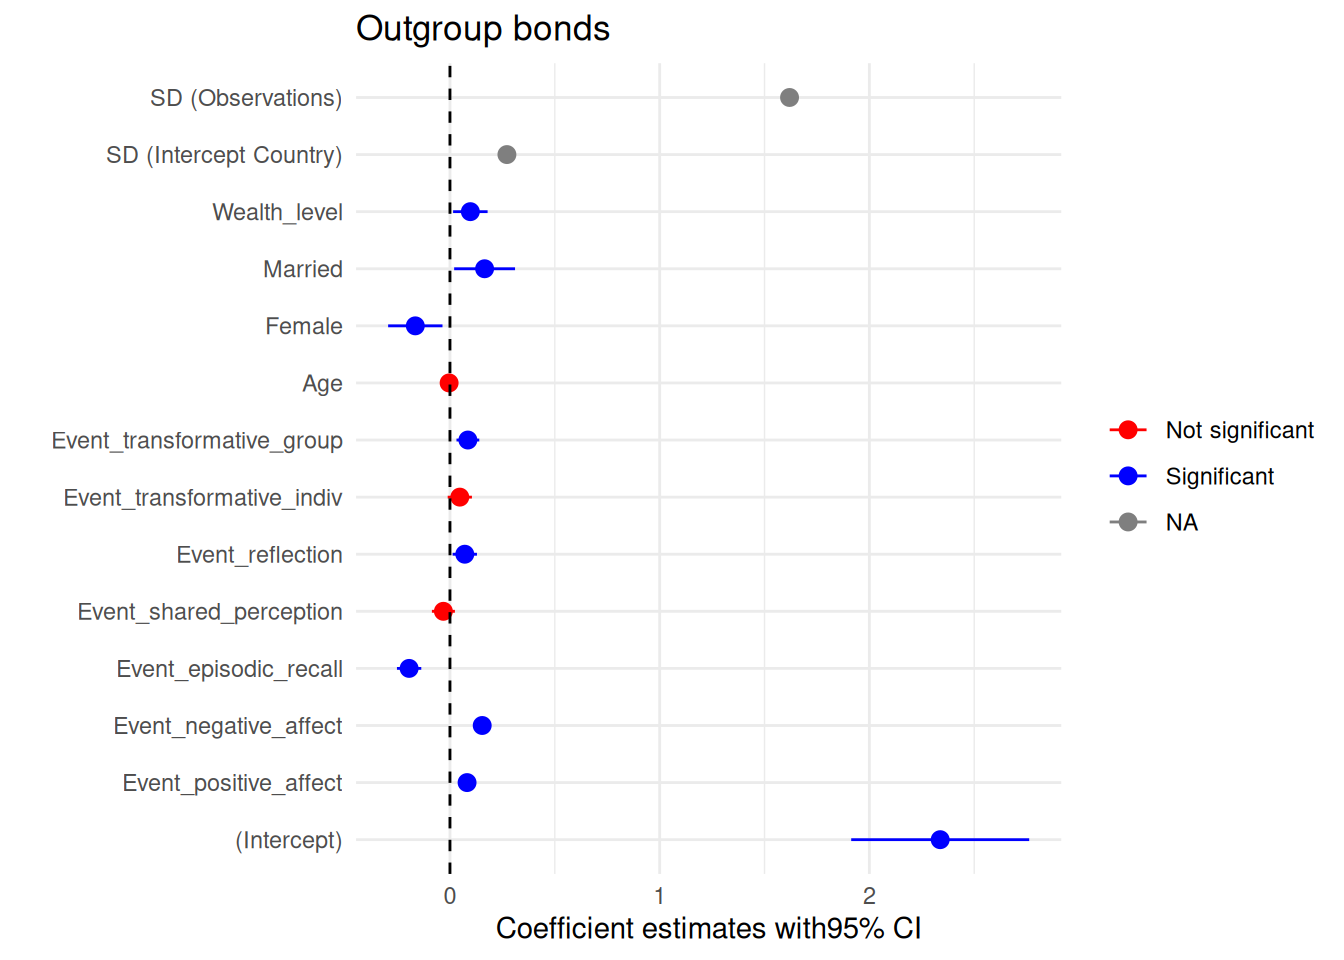 Outgroup bonds
SD (Observations)
SD (Intercept Country)
Wealth_level
Married
Female
Age
Event_transformative_group
Event_transformative_indiv
Event_reflection
Event_shared_perception
Event_episodic_recall
Event_negative_affect
Event_positive_affect
(Intercept)
0 1 2
Coefficient estimates with95% CI
Not significant
Significant
NA